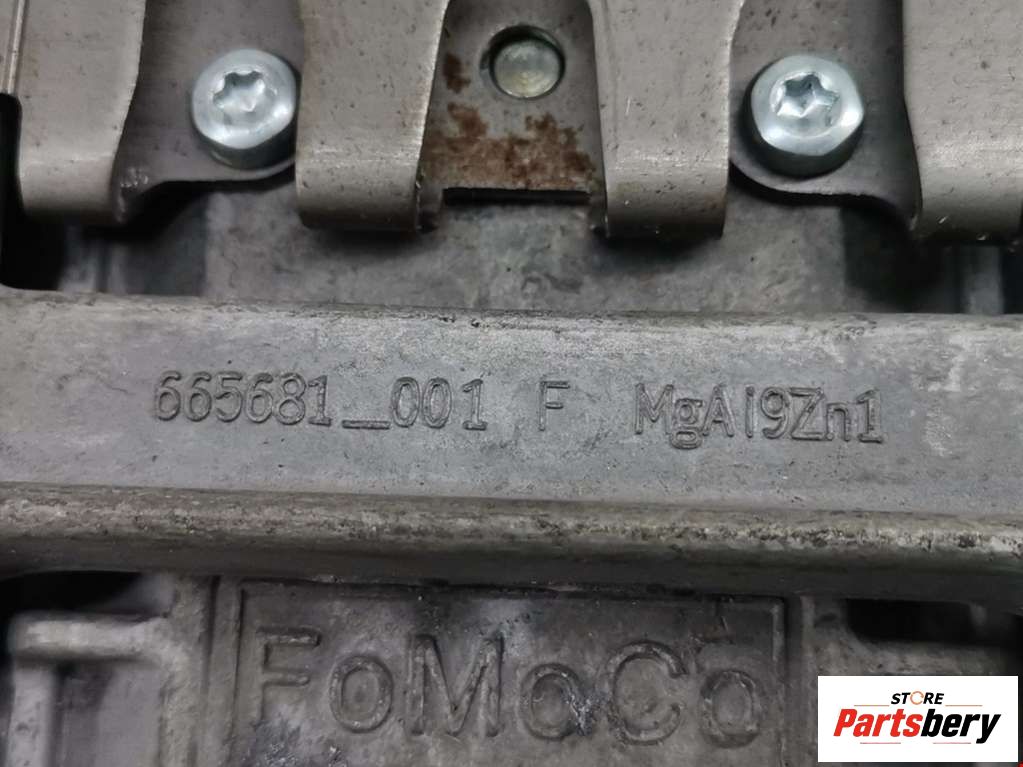 665681_001 F MgAl9Zn1
FoMoCo
STORE
Partsbery